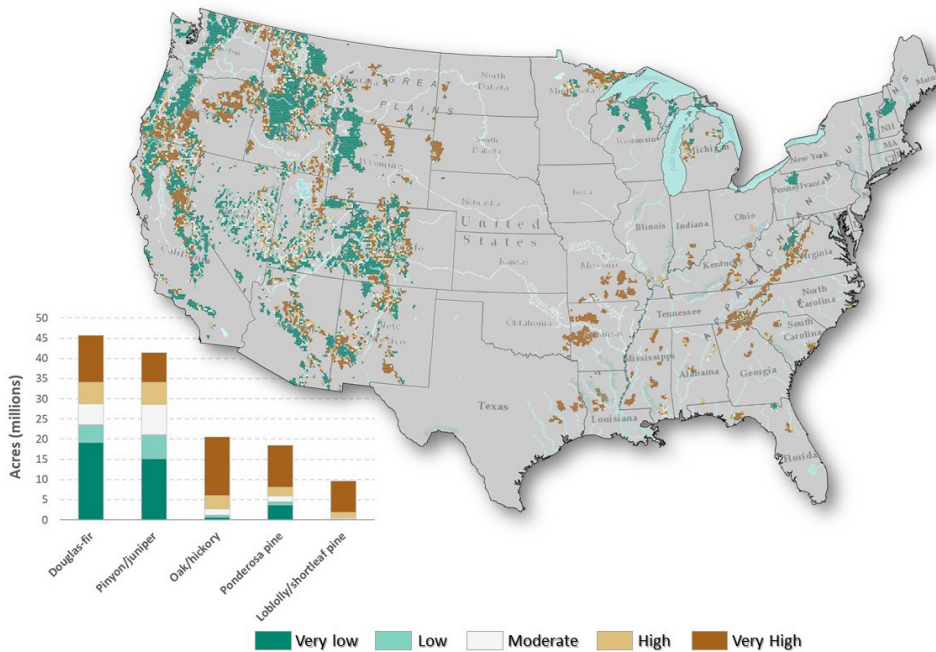 Montana
GREAT
PLAINS
North
Dakota
Minnesota
Wisconsin
Michigan
Maine
NH
MA
CT
New York
Pennsylvania
South
Dakota
Wyoming
Nebraska
Iowa
Illinois
Indiana
Ohio
United
States
Kansas
Missouri
Kentucky
Virginia
California
New
Mexico
Oklahoma
Arkansas
Tennessee
North
Carolina
South
Carolina
Mississippi
Alabama
Georgia
Texas
Louisiana
Florida
Acres (millions)
50
45
40
35
30
25
20
15
10
5
0
Douglas-fir
Pinyon/juniper
Oak/hickory
Ponderosa pine
Loblolly/shortleaf pine
Very low
Low
Moderate
High
Very High